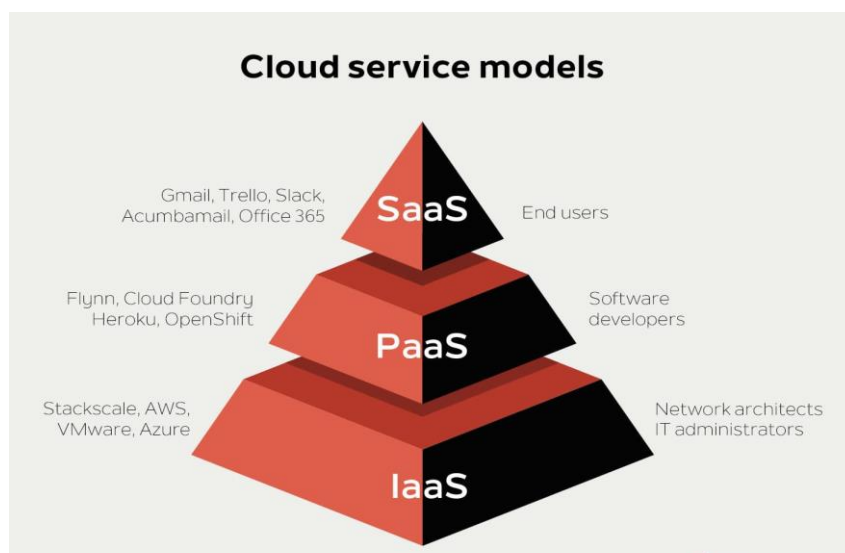 Cloud service models
Gmail, Trello, Slack,
Acumbamail, Office 365
SaaS
End users
Flynn, Cloud Foundry
Heroku, OpenShift
PaaS
Software
developers
Stackscale, AWS,
VMware, Azure
IaaS
Network architects
IT administrators